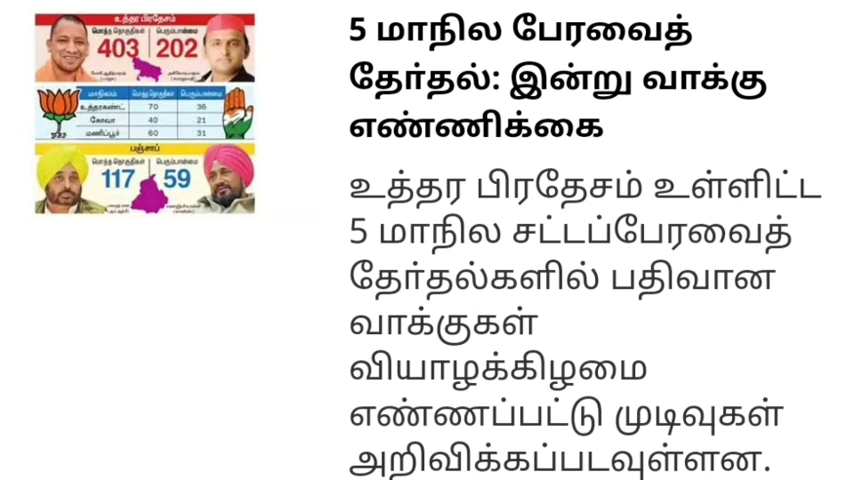 உத்தர பிரதேசம்
மொத்த தொகுதிகள் பெரும்பான்மை
403 202
மாநிலம் மொத்த தொகுதிகள் பெரும்பான்மை
உத்தரகண்ட் 70 36
கோவா 40 21
மணிப்பூர் 60 31
பஞ்சாப்
மொத்த தொகுதிகள் பெரும்பான்மை
117 59
5 மாநில பேரவைத்
தேர்தல்: இன்று வாக்கு
எண்ணிக்கை
உத்தர பிரதேசம் உள்ளிட்ட
5 மாநில சட்டப்பேரவைத்
தேர்தல்களில் பதிவான
வாக்குகள்
வியாழக்கிழமை
எண்ணப்பட்டு முடிவுகள்
அறிவிக்கப்படவுள்ளன.